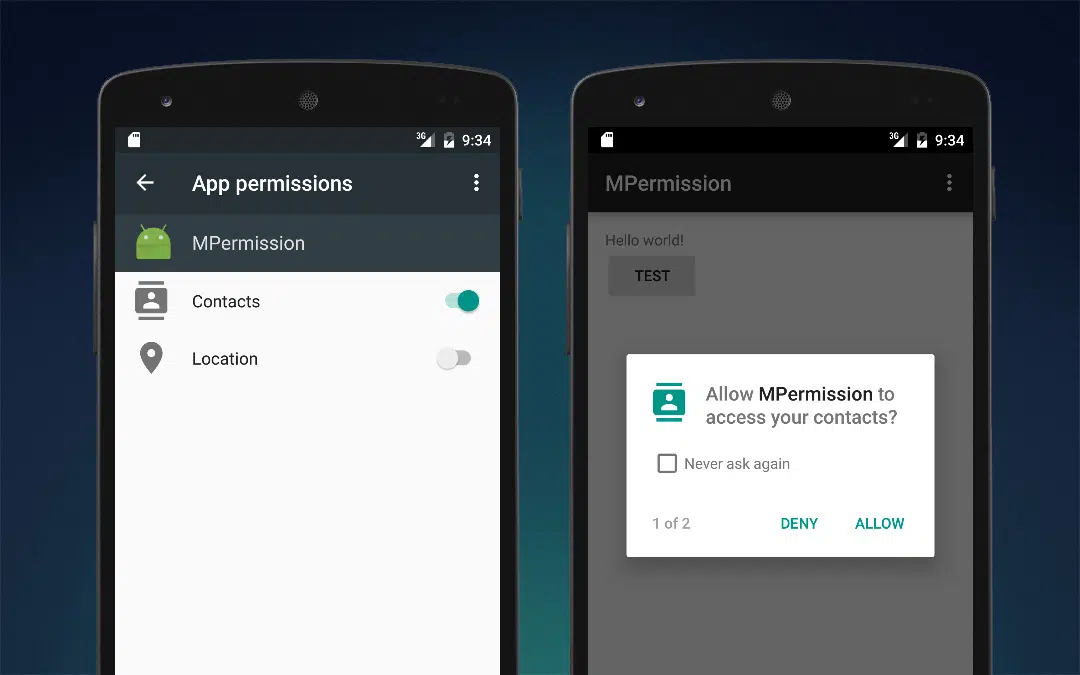 3G 9:34
App permissions
MPermission
Contacts
Location
3G 9:34
MPermission
Hello world!
TEST
Allow MPermission to
access your contacts?
Never ask again
1 of 2 DENY ALLOW